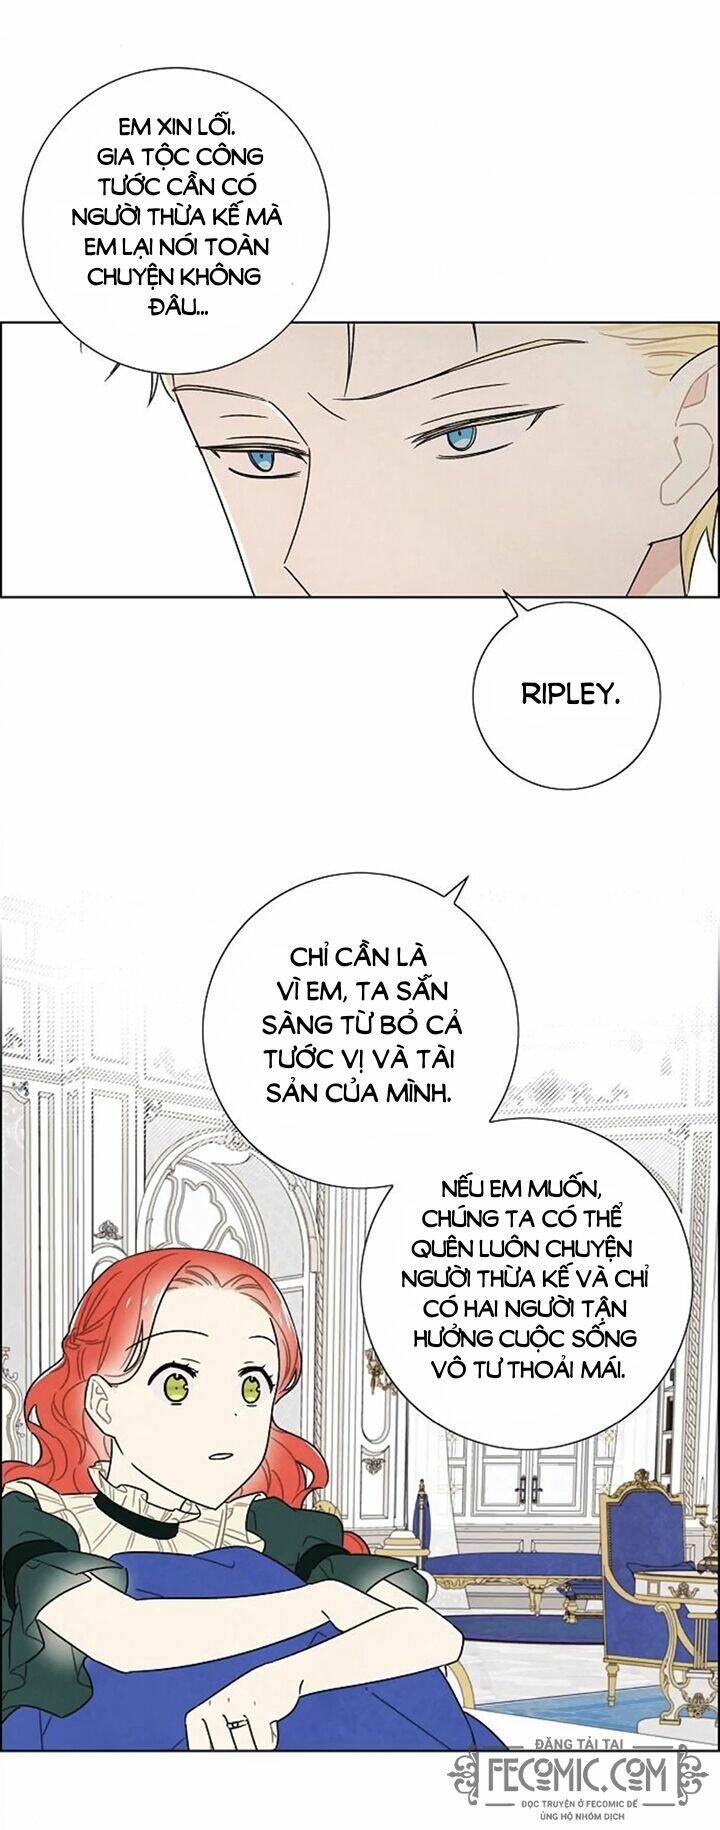 EM XIN LỖI.
GIA TỘC CÔNG
TƯỚC CẦN CÓ
NGƯỜI THỪA KẾ MÀ
EM LẠI NÓI TOÀN
CHUYỆN KHÔNG
ĐÂU...
RIPLEY.
CHỈ CẦN LÀ
VÌ EM, TA SẴN
SÀNG TỪ BỎ CẢ
TƯỚC VỊ VÀ TÀI
SẢN CỦA MÌNH.
NẾU EM MUỐN,
CHÚNG TA CÓ THỂ
QUÊN LUÔN CHUYỆN
NGƯỜI THỪA KẾ VÀ CHỈ
CÓ HAI NGƯỜI TẬN
HƯỞNG CUỘC SỐNG
VÔ TƯ THOẢI MÁI.
ĐĂNG TẢI TẠI
FECOMIC.COM
ĐỌC TRUYỆN Ở FECOMIC ĐỂ
ỦNG HỘ NHÓM DỊCH